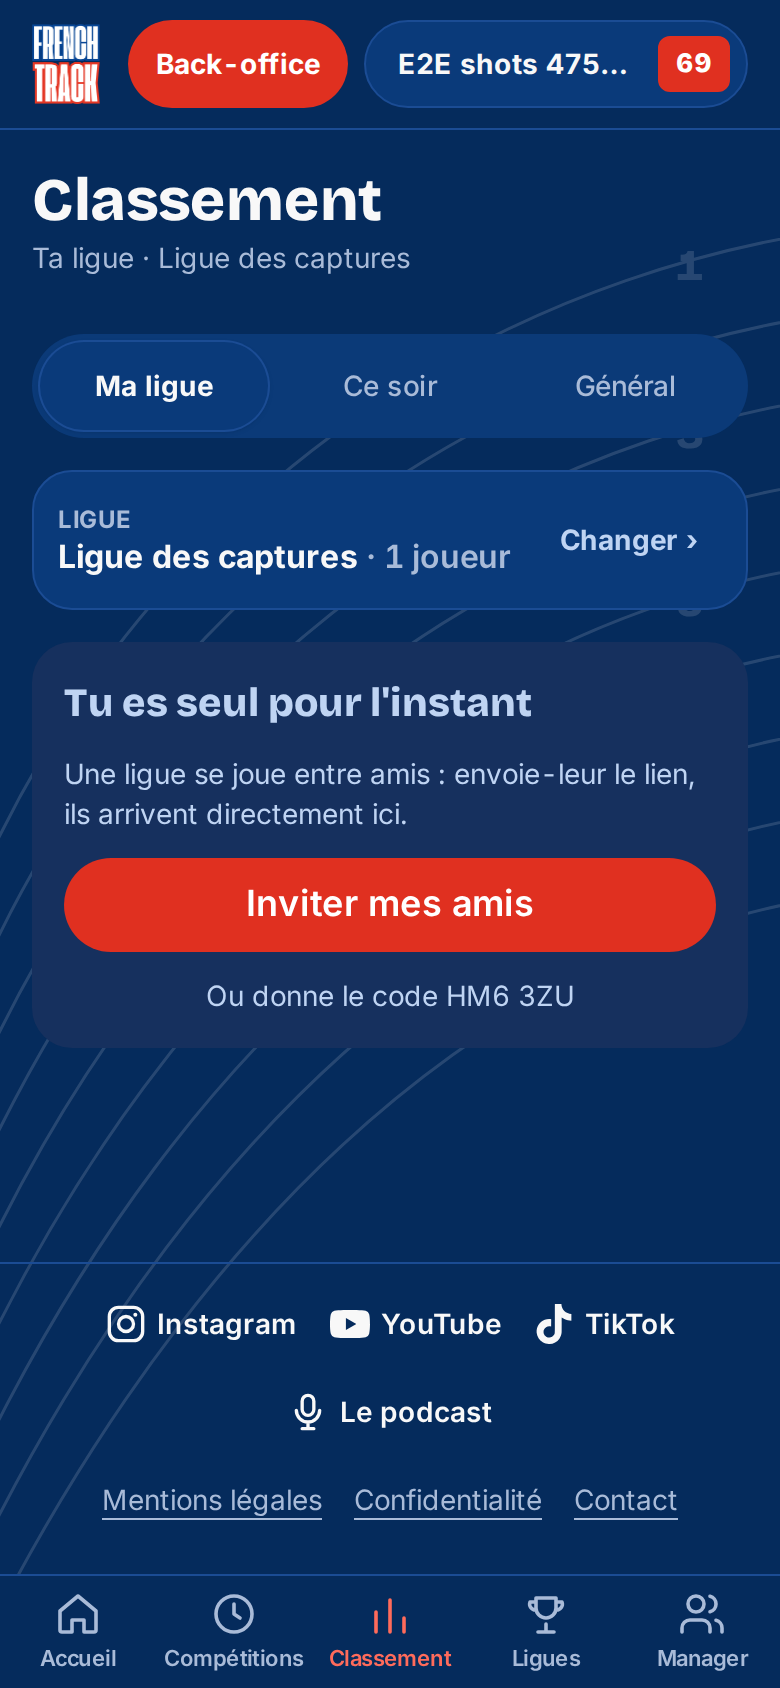 FRENCH
TRACK
Back-office
E2E shots 475...
69
Classement
Ta ligue · Ligue des captures
1
Ma ligue
Ce soir
Général
LIGUE
Ligue des captures · 1 joueur
Changer ›
Tu es seul pour l'instant
Une ligue se joue entre amis : envoie-leur le lien,
ils arrivent directement ici.
Inviter mes amis
Ou donne le code HM6 3ZU
Instagram
YouTube
TikTok
Le podcast
Mentions légales
Confidentialité
Contact
Accueil
Compétitions
Classement
Ligues
Manager